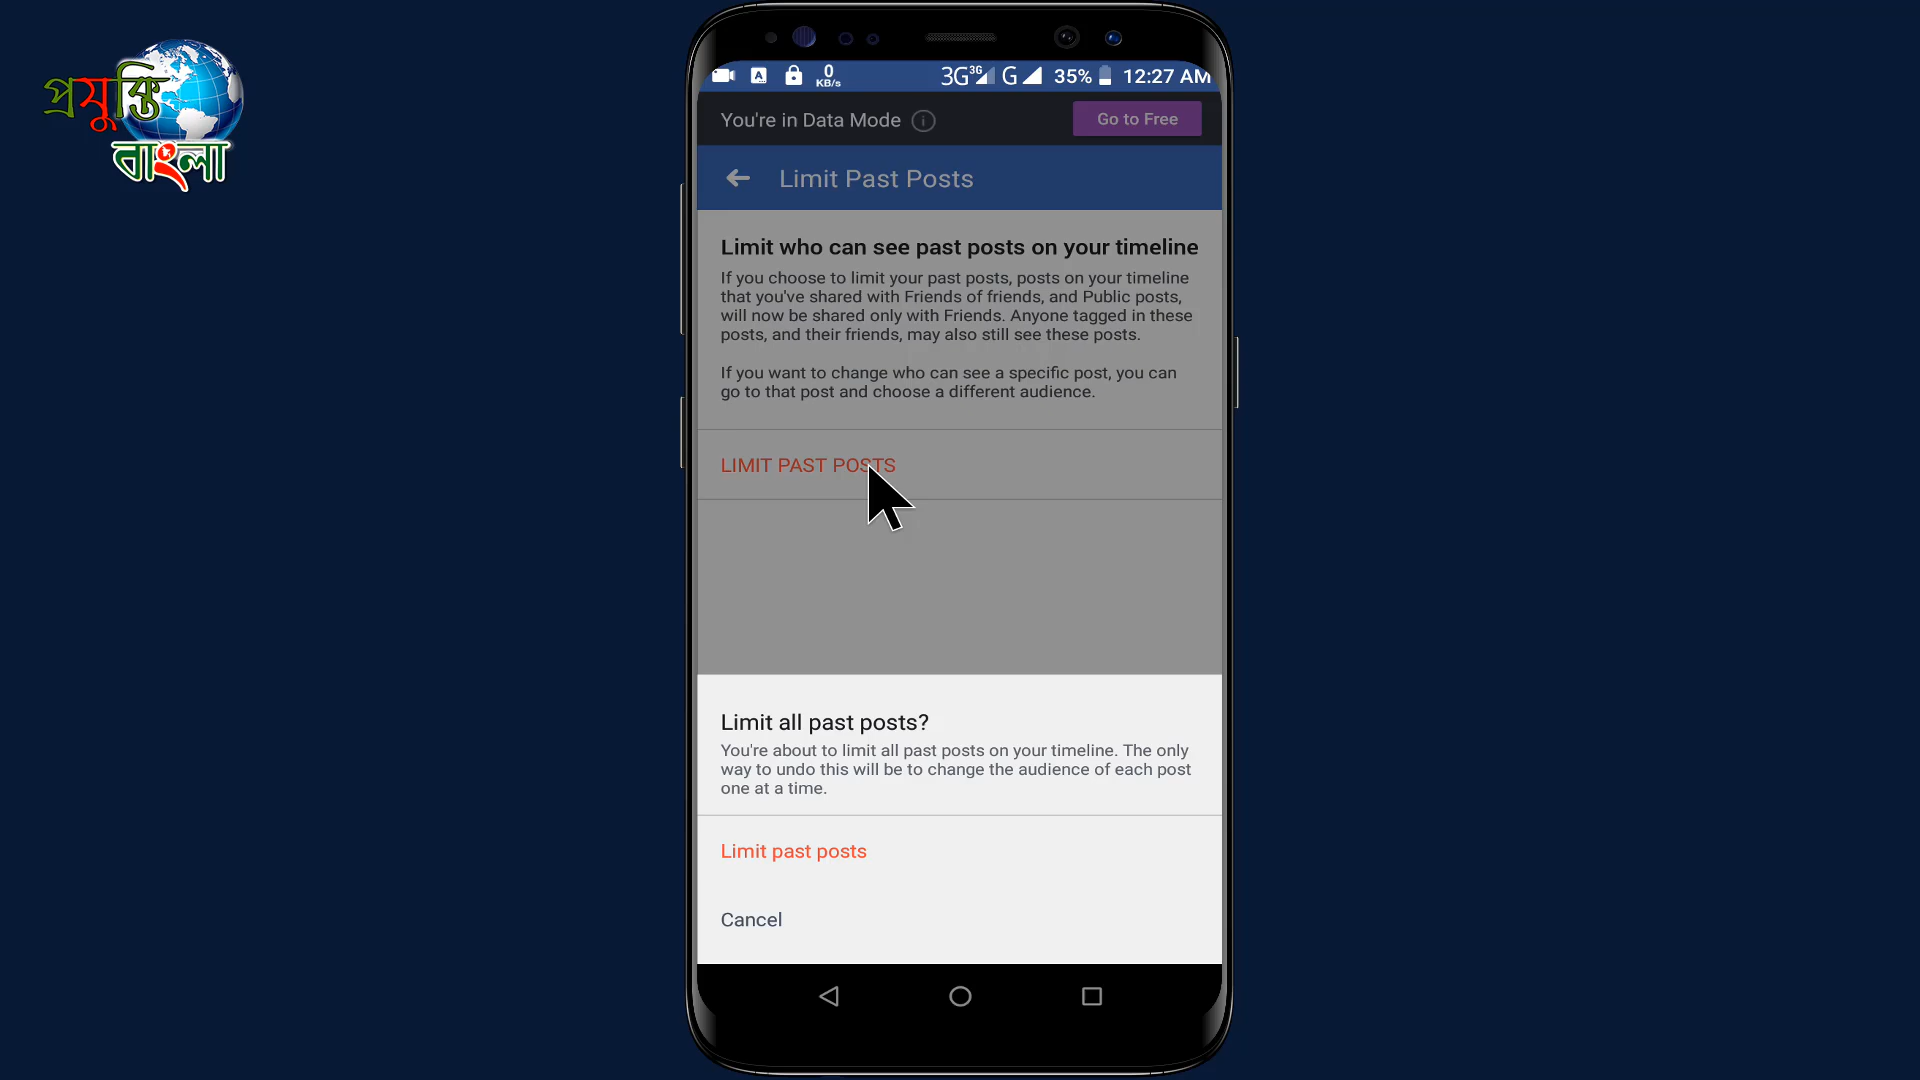 প্রযুক্তি
বাংলা
0
KB/s
A
3G 3G G 35% 12:27 AM
You're in Data Mode
Go to Free
Limit Past Posts
Limit who can see past posts on your timeline
If you choose to limit your past posts, posts on your timeline
that you've shared with Friends of friends, and Public posts,
will now be shared only with Friends. Anyone tagged in these
posts, and their friends, may also still see these posts.
If you want to change who can see a specific post, you can
go to that post and choose a different audience.
LIMIT PAST POSTS
Limit all past posts?
You're about to limit all past posts on your timeline. The only
way to undo this will be to change the audience of each post
one at a time.
Limit past posts
Cancel